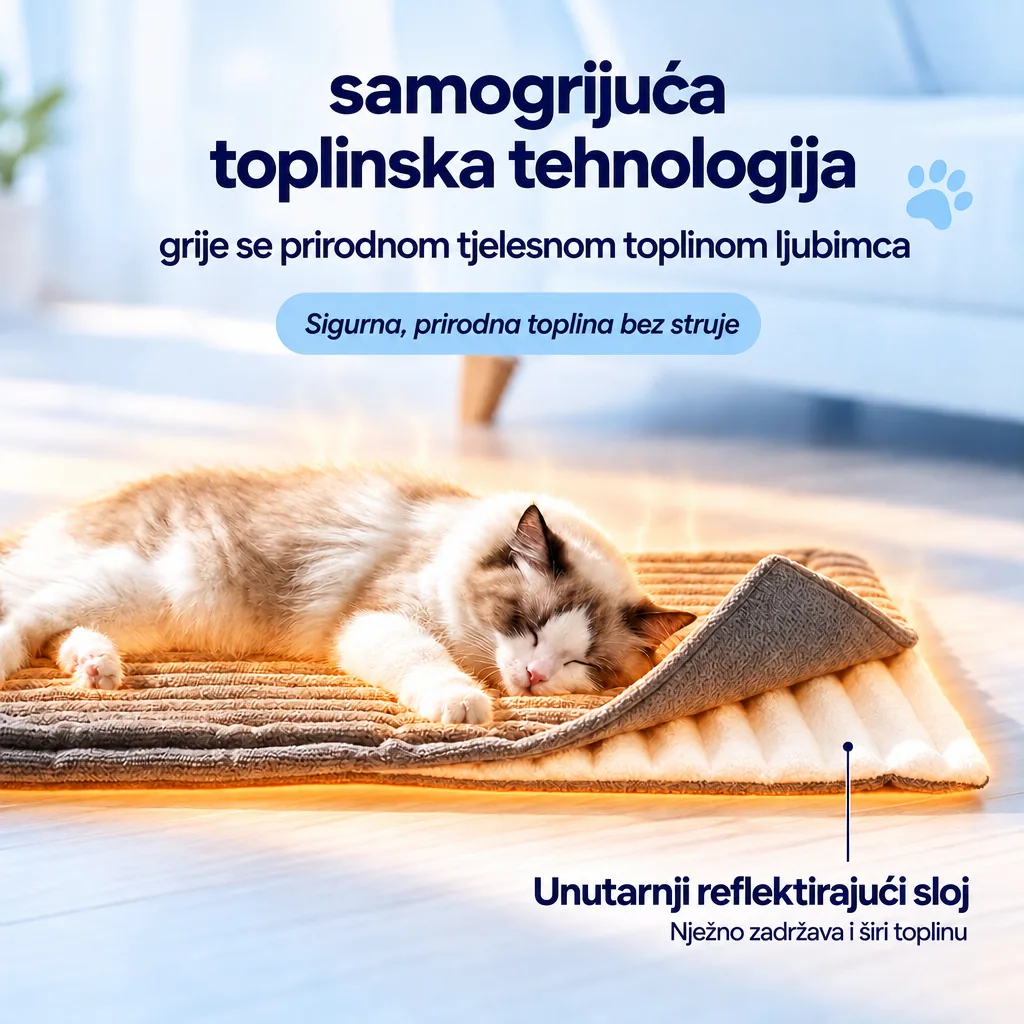 samogrijuća
toplinska tehnologija
grije se prirodnom tjelesnom toplinom ljubimca
Sigurna, prirodna toplina bez struje
Unutarnji reflektirajući sloj
Nježno zadržava i širi toplinu